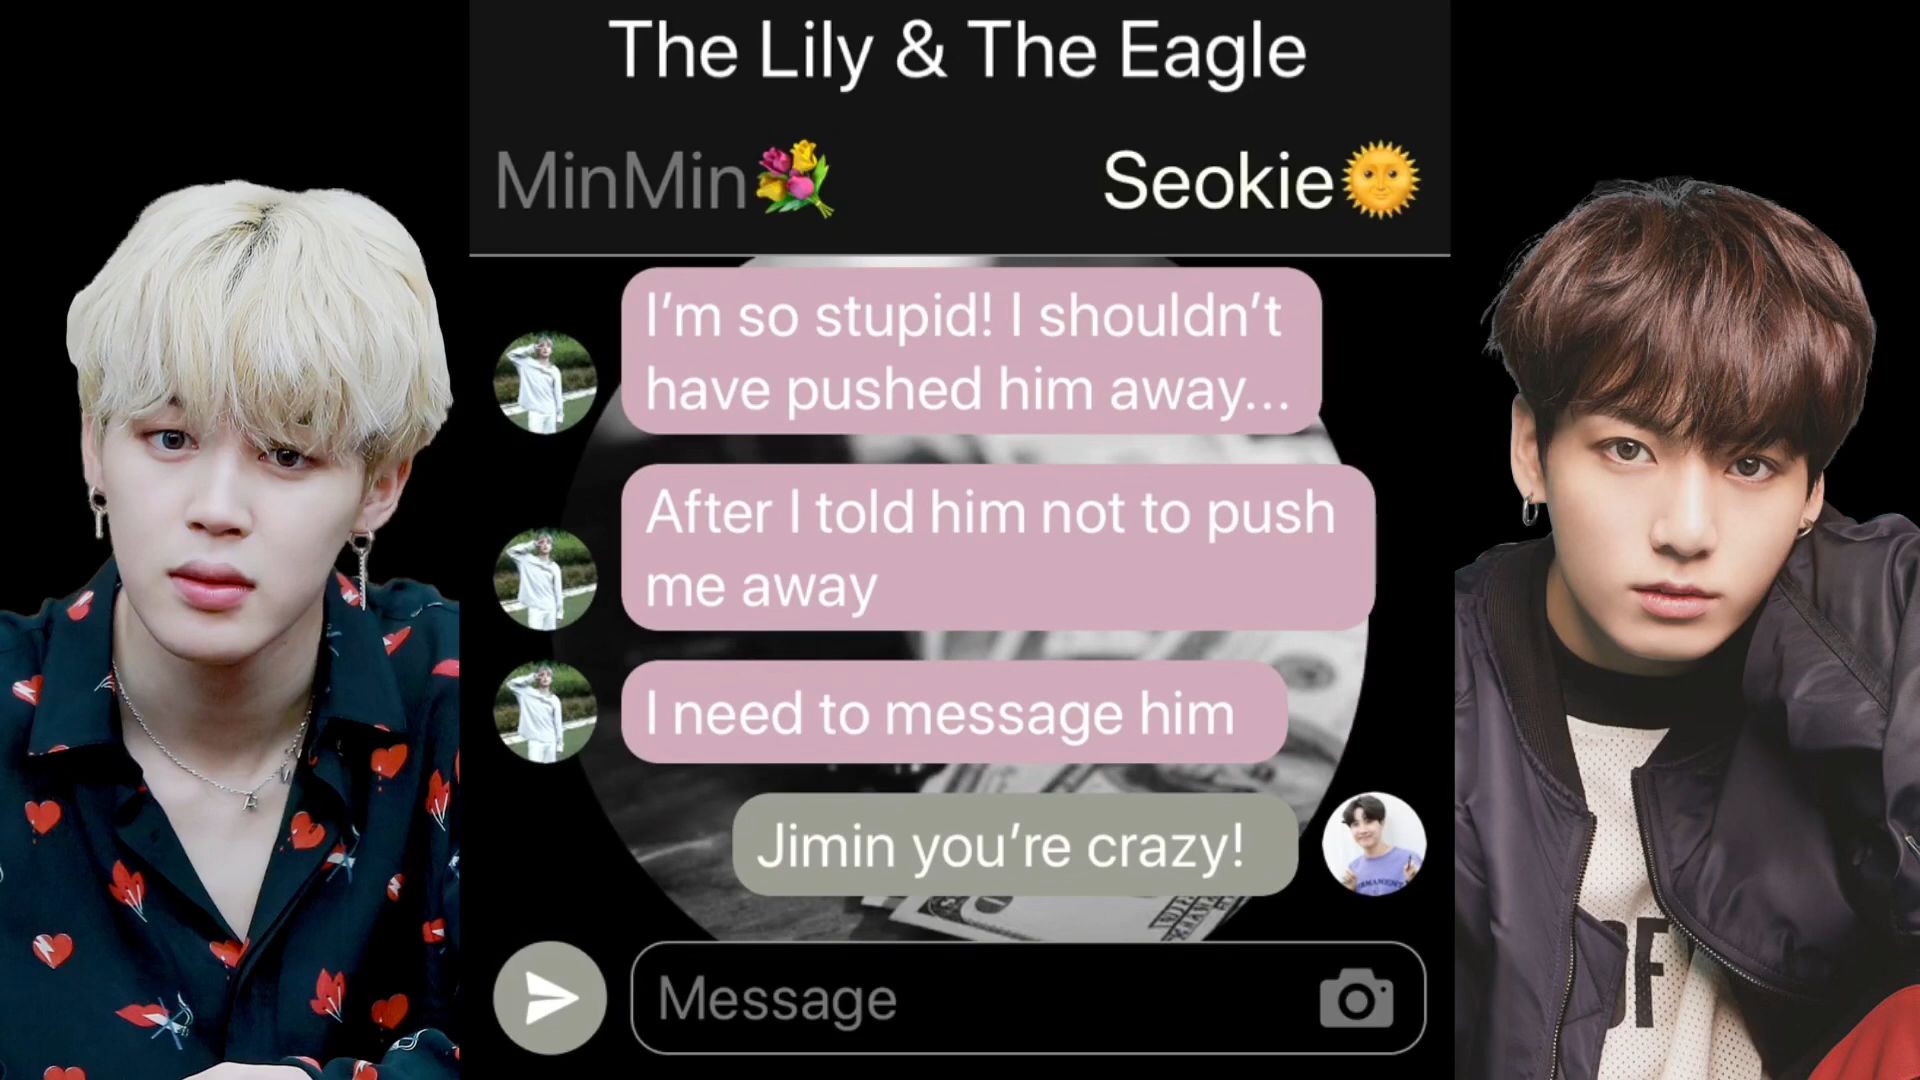 The Lily & The Eagle
MinMin💐 Seokie🌞
I’m so stupid! I shouldn’t
have pushed him away...
After I told him not to push
me away
I need to message him
Jimin you’re crazy!
Message
OF